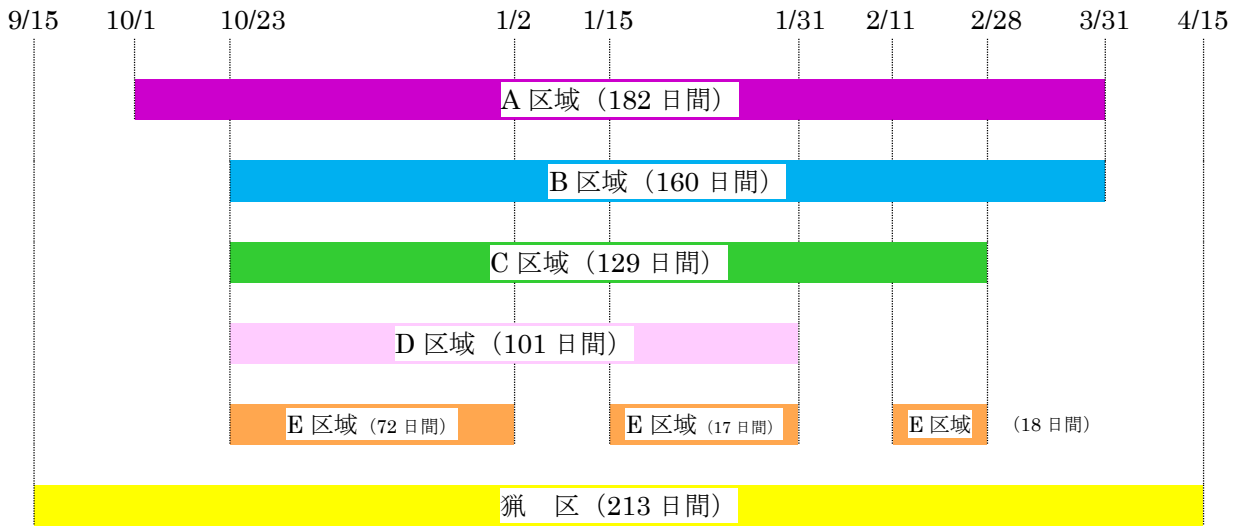 9/15 10/1 10/23 1/2 1/15 1/31 2/11 2/28 3/31 4/15
A 区域（182 日間）
B 区域（160 日間）
C 区域（129 日間）
D 区域（101 日間）
E 区域（72 日間） E 区域（17 日間） E 区域 （18 日間）
猟　区（213 日間）